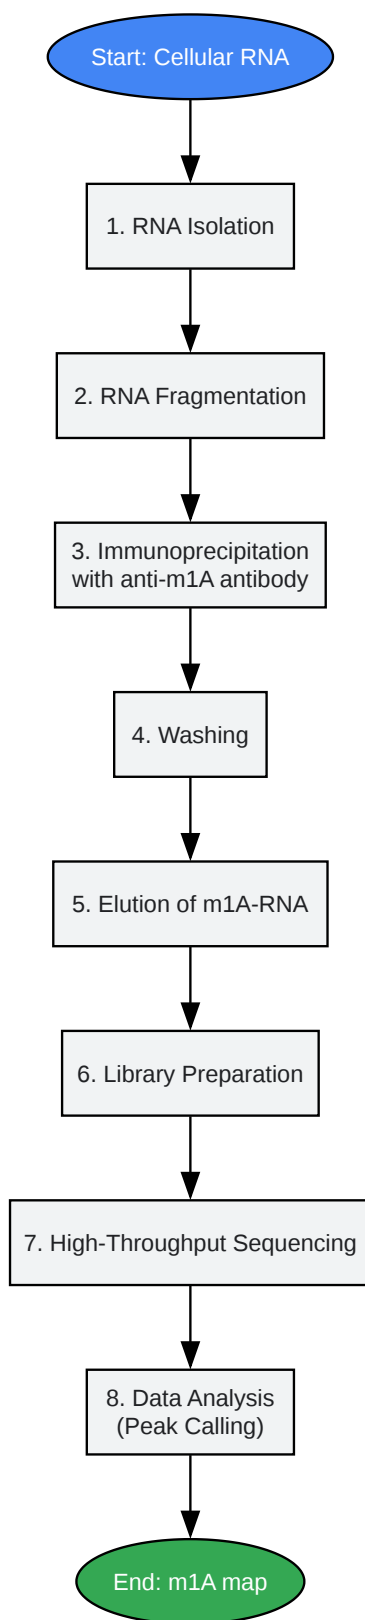 Start: Cellular RNA
1. RNA Isolation
2. RNA Fragmentation
3. Immunoprecipitation
with anti-m1A antibody
4. Washing
5. Elution of m1A-RNA
6. Library Preparation
7. High-Throughput Sequencing
8. Data Analysis
(Peak Calling)
End: m1A map